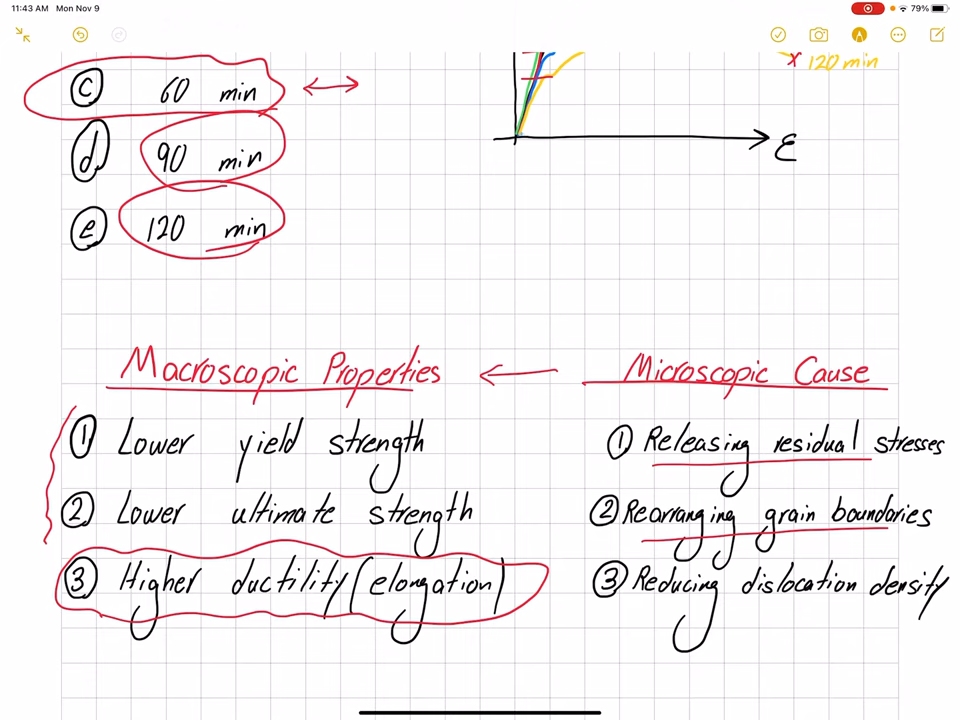 11:43 AM Mon Nov 9
79%
c 60 min
d 90 min
e 120 min
x 120 min
ε
Macroscopic Properties ← Microscopic Cause
1 Lower yield strength
2 Lower ultimate strength
3 Higher ductility (elongation)
1 Releasing residual stresses
2 Rearranging grain boundaries
3 Reducing dislocation density